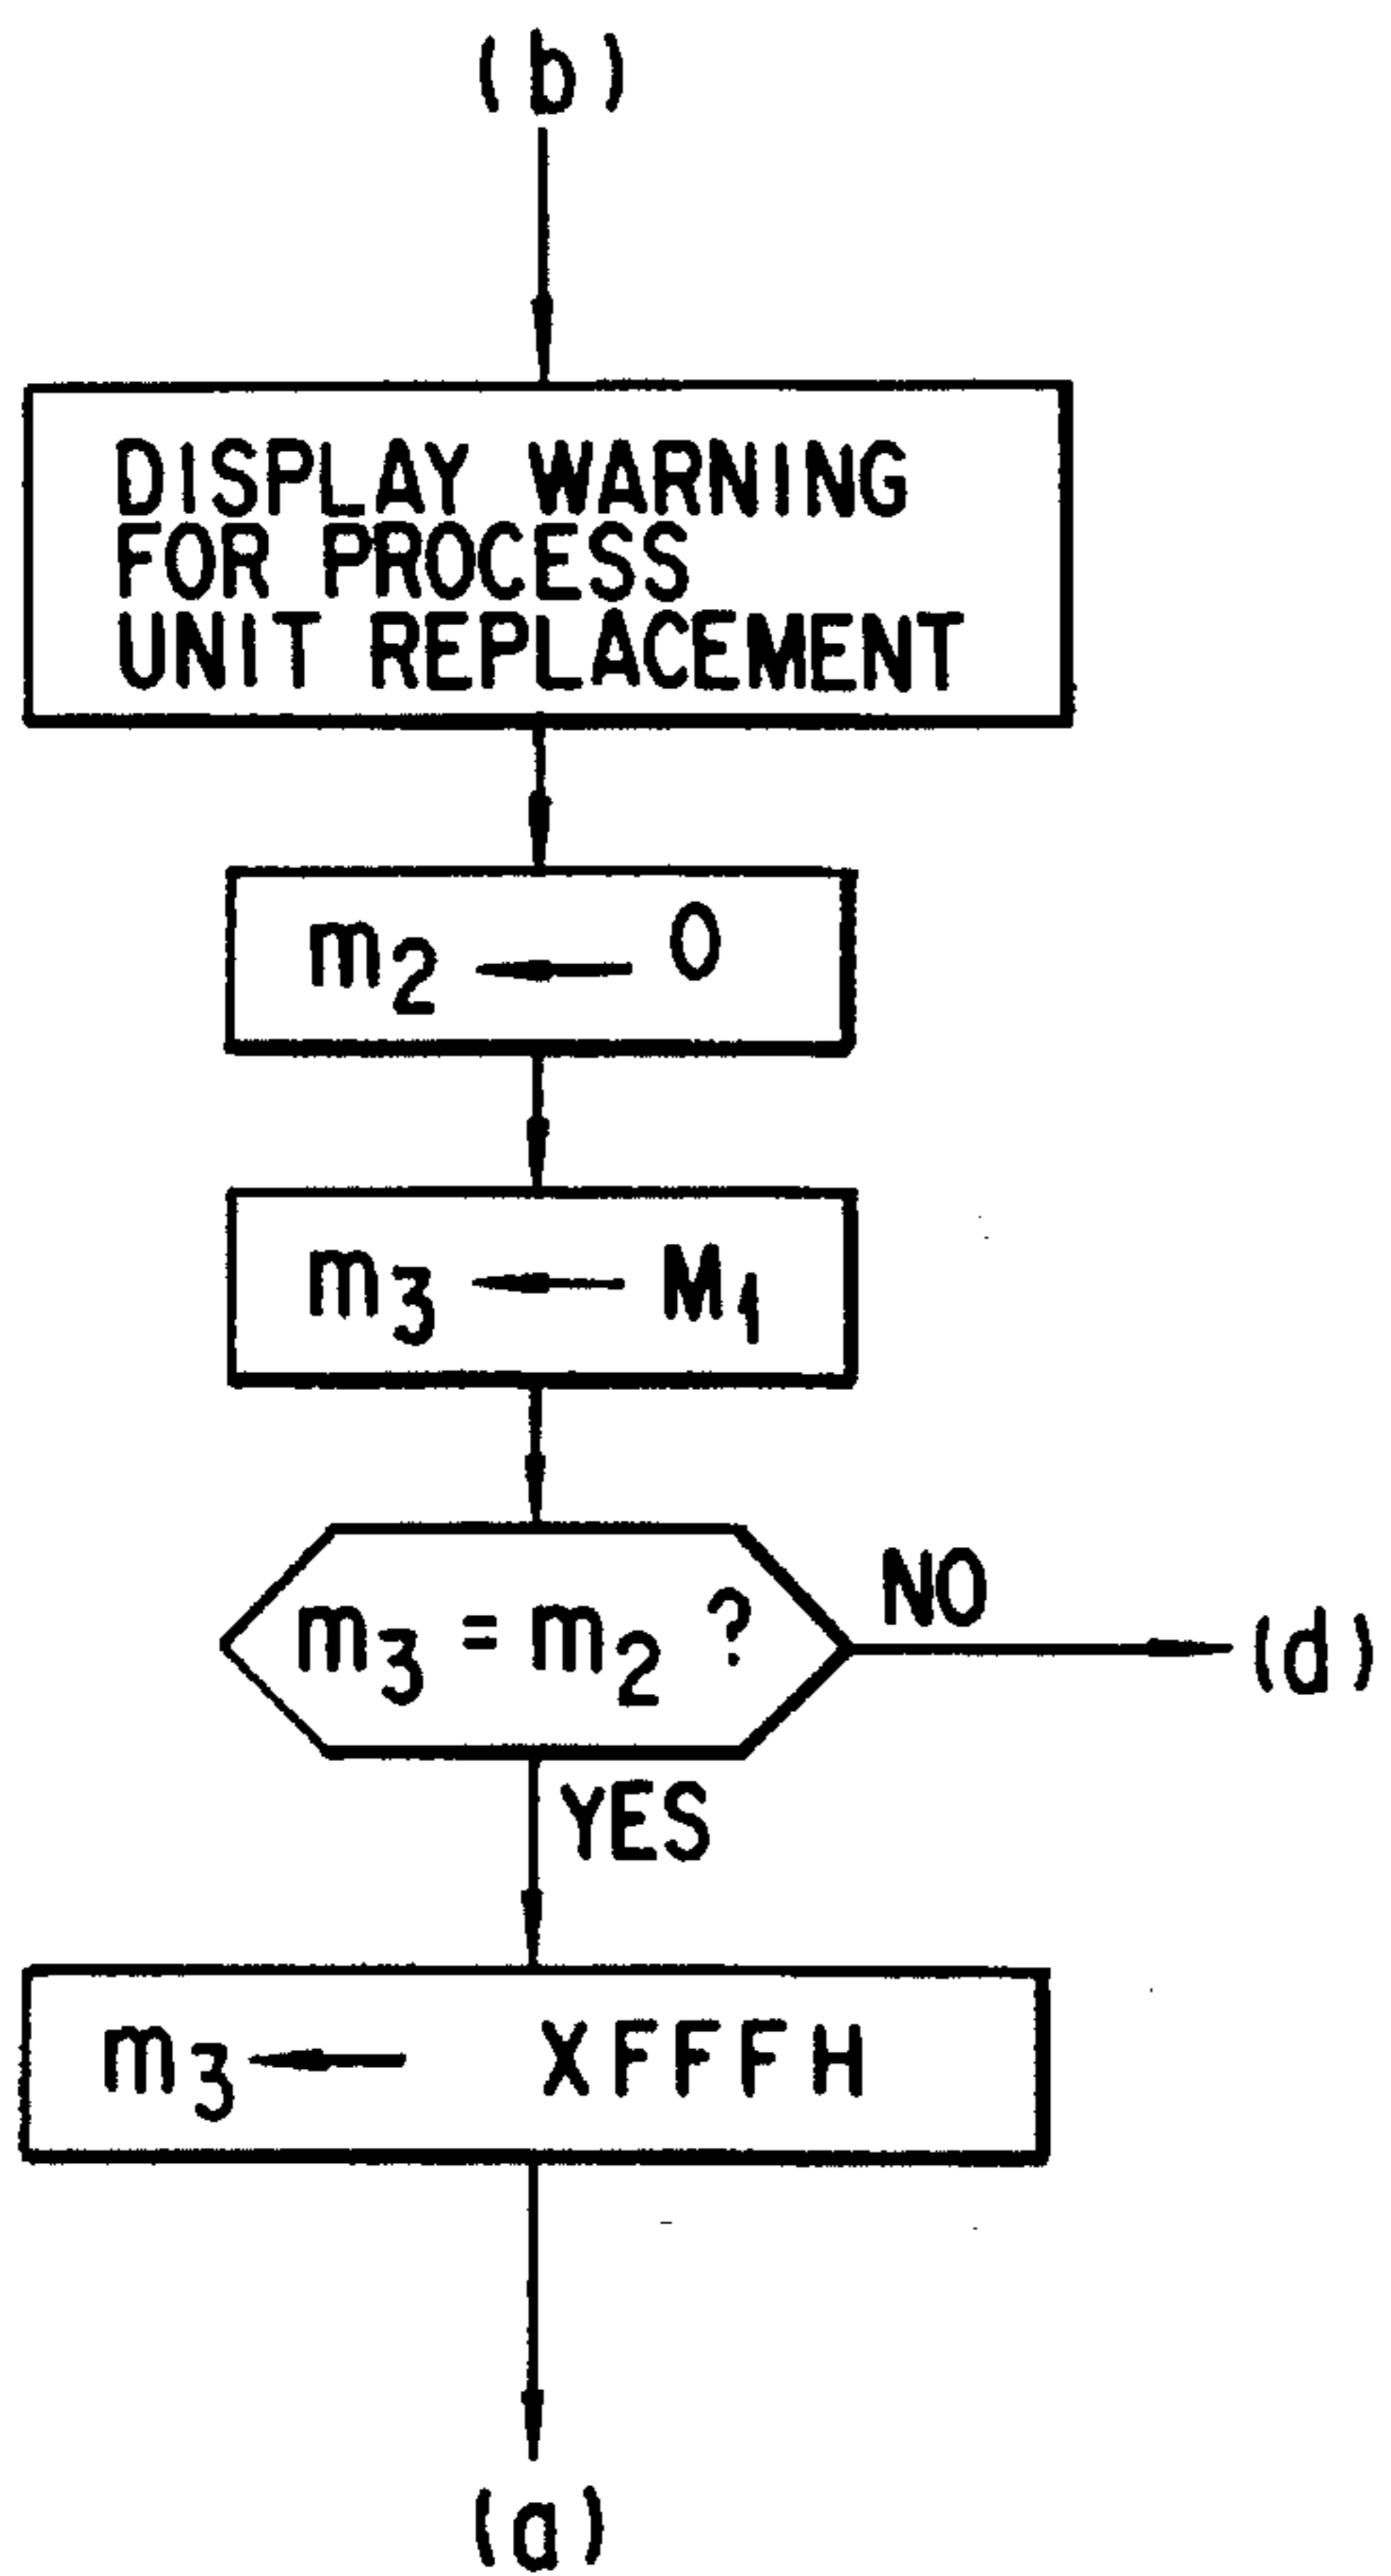 (b)
DISPLAY WARNING
FOR PROCESS
UNIT REPLACEMENT
m₂ ← 0
m₃ ← M₁
m₃ = m₂ ?
NO
(d)
YES
m₃ ← XFFFH
(a)